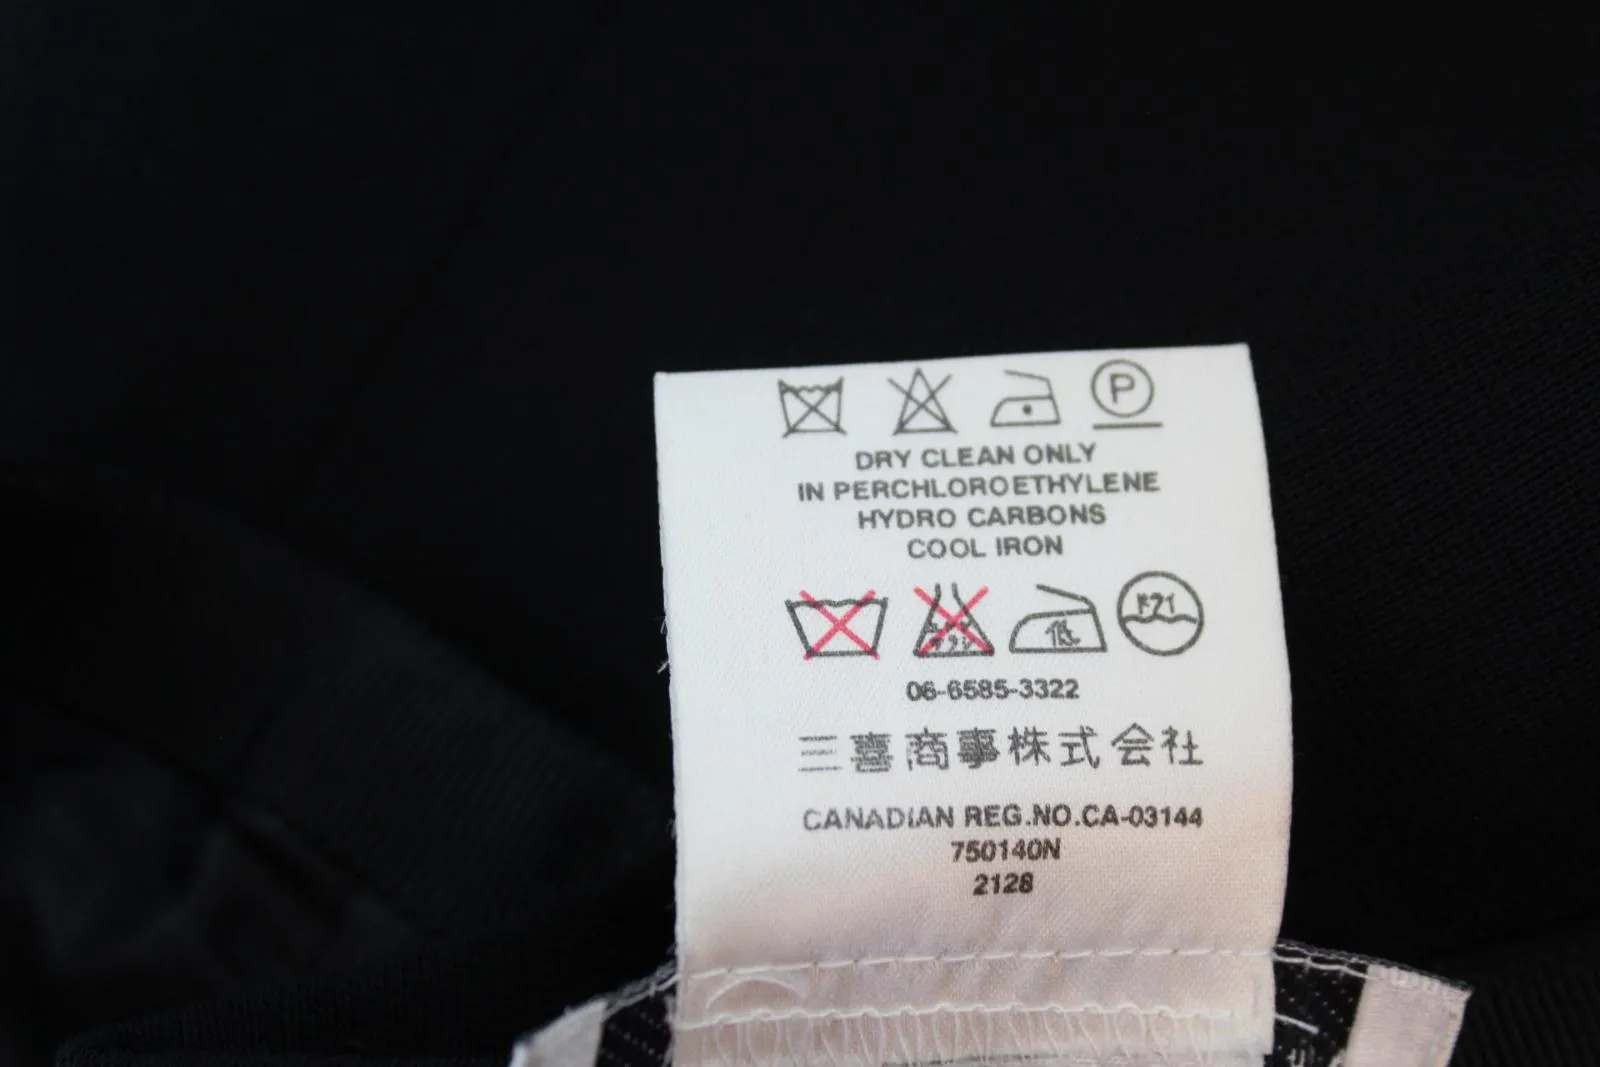 P
DRY CLEAN ONLY
IN PERCHLOROETHYLENE
HYDRO CARBONS
COOL IRON
06-6585-3322
三喜商事株式会社
CANADIAN REG.NO.CA-03144
750140N
2128